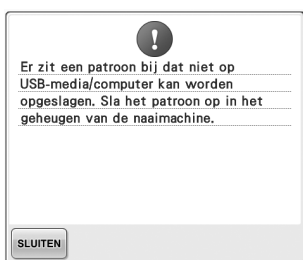 Er zit een patroon bij dat niet op
USB-media/computer kan worden
opgeslagen. Sla het patroon op in het
geheugen van de naaimachine.
SLUITEN